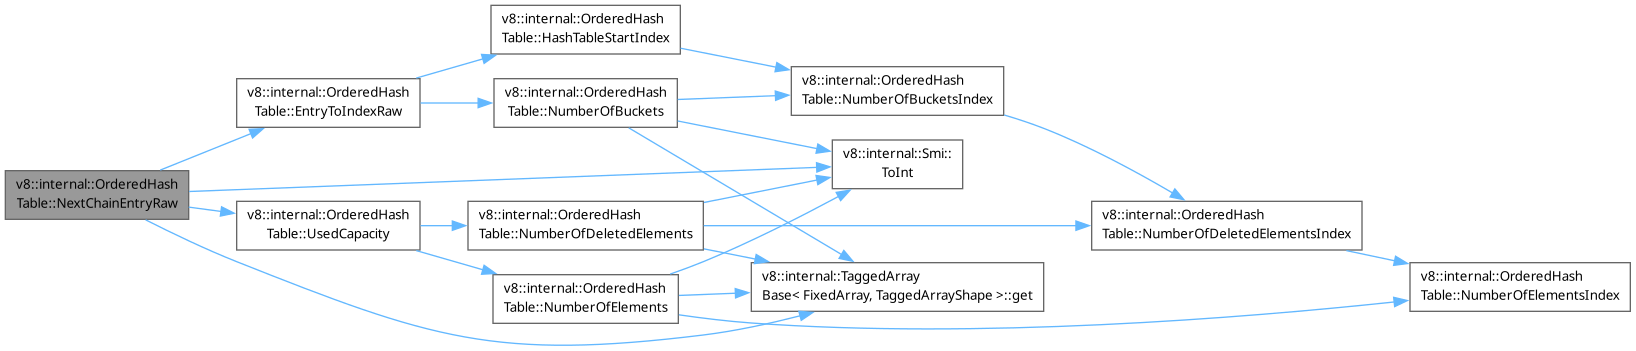 v8::internal::OrderedHash
Table::NextChainEntryRaw
v8::internal::OrderedHash
Table::EntryToIndexRaw
v8::internal::OrderedHash
Table::UsedCapacity
v8::internal::OrderedHash
Table::HashTableStartIndex
v8::internal::OrderedHash
Table::NumberOfBuckets
v8::internal::OrderedHash
Table::NumberOfDeletedElements
v8::internal::OrderedHash
Table::NumberOfElements
v8::internal::OrderedHash
Table::NumberOfBucketsIndex
v8::internal::Smi::
ToInt
v8::internal::TaggedArray
Base< FixedArray, TaggedArrayShape >::get
v8::internal::OrderedHash
Table::NumberOfDeletedElementsIndex
v8::internal::OrderedHash
Table::NumberOfElementsIndex